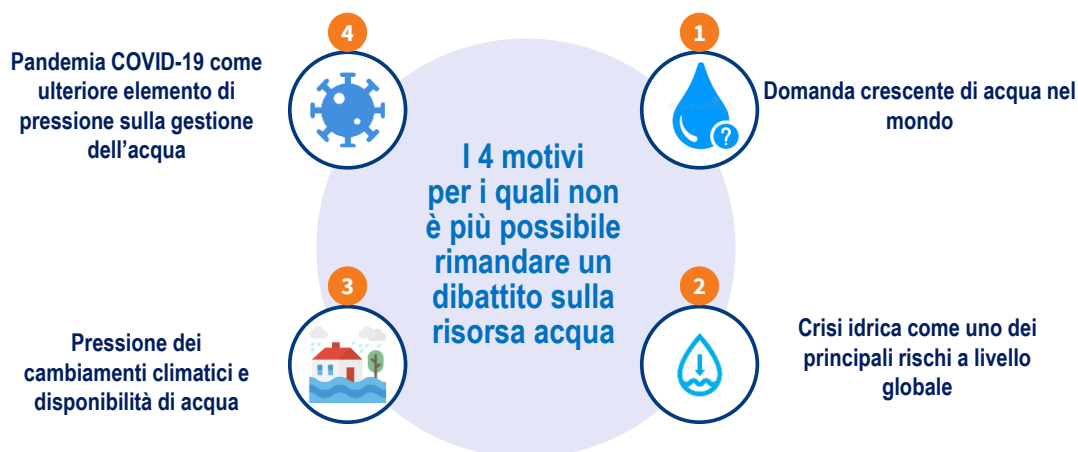 I 4 motivi
per i quali non
è più possibile
rimandare un
dibattito sulla
risorsa acqua
1
?
Domanda crescente di acqua nel
mondo
2
Crisi idrica come uno dei
principali rischi a livello
globale
3
Pressione dei
cambiamenti climatici e
disponibilità di acqua
4
Pandemia COVID-19 come
ulteriore elemento di
pressione sulla gestione
dell’acqua